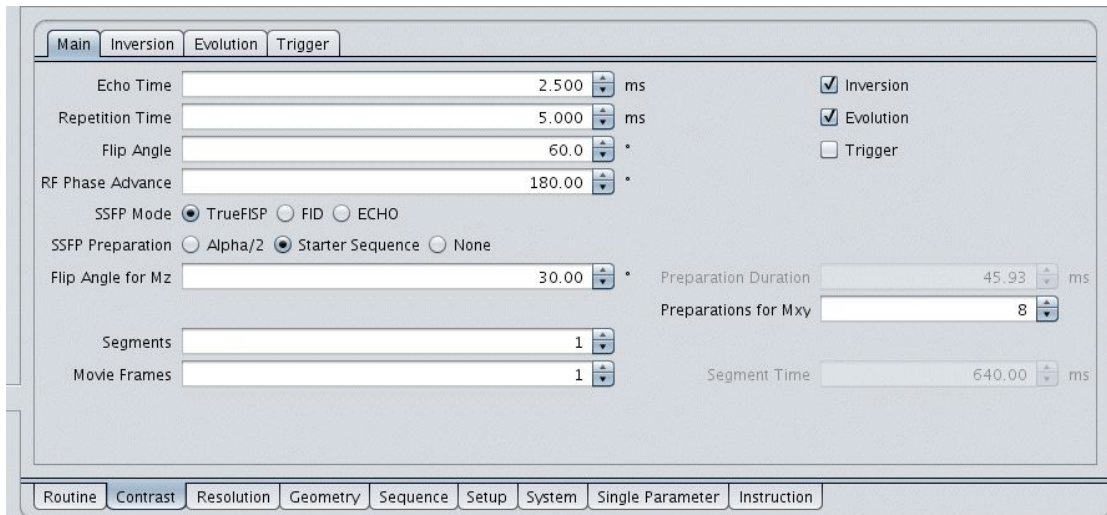 Main Inversion Evolution Trigger
Echo Time 2.500 ms Inversion
Repetition Time 5.000 ms Evolution
Flip Angle 60.0 ° Trigger
RF Phase Advance 180.00 °
SSFP Mode TrueFISP FID ECHO
SSFP Preparation Alpha/2 Starter Sequence None
Flip Angle for Mz 30.00 ° Preparation Duration 45.93 ms
Preparations for Mxy 8
Segments 1
Movie Frames 1 Segment Time 640.00 ms
Routine Contrast Resolution Geometry Sequence Setup System Single Parameter Instruction